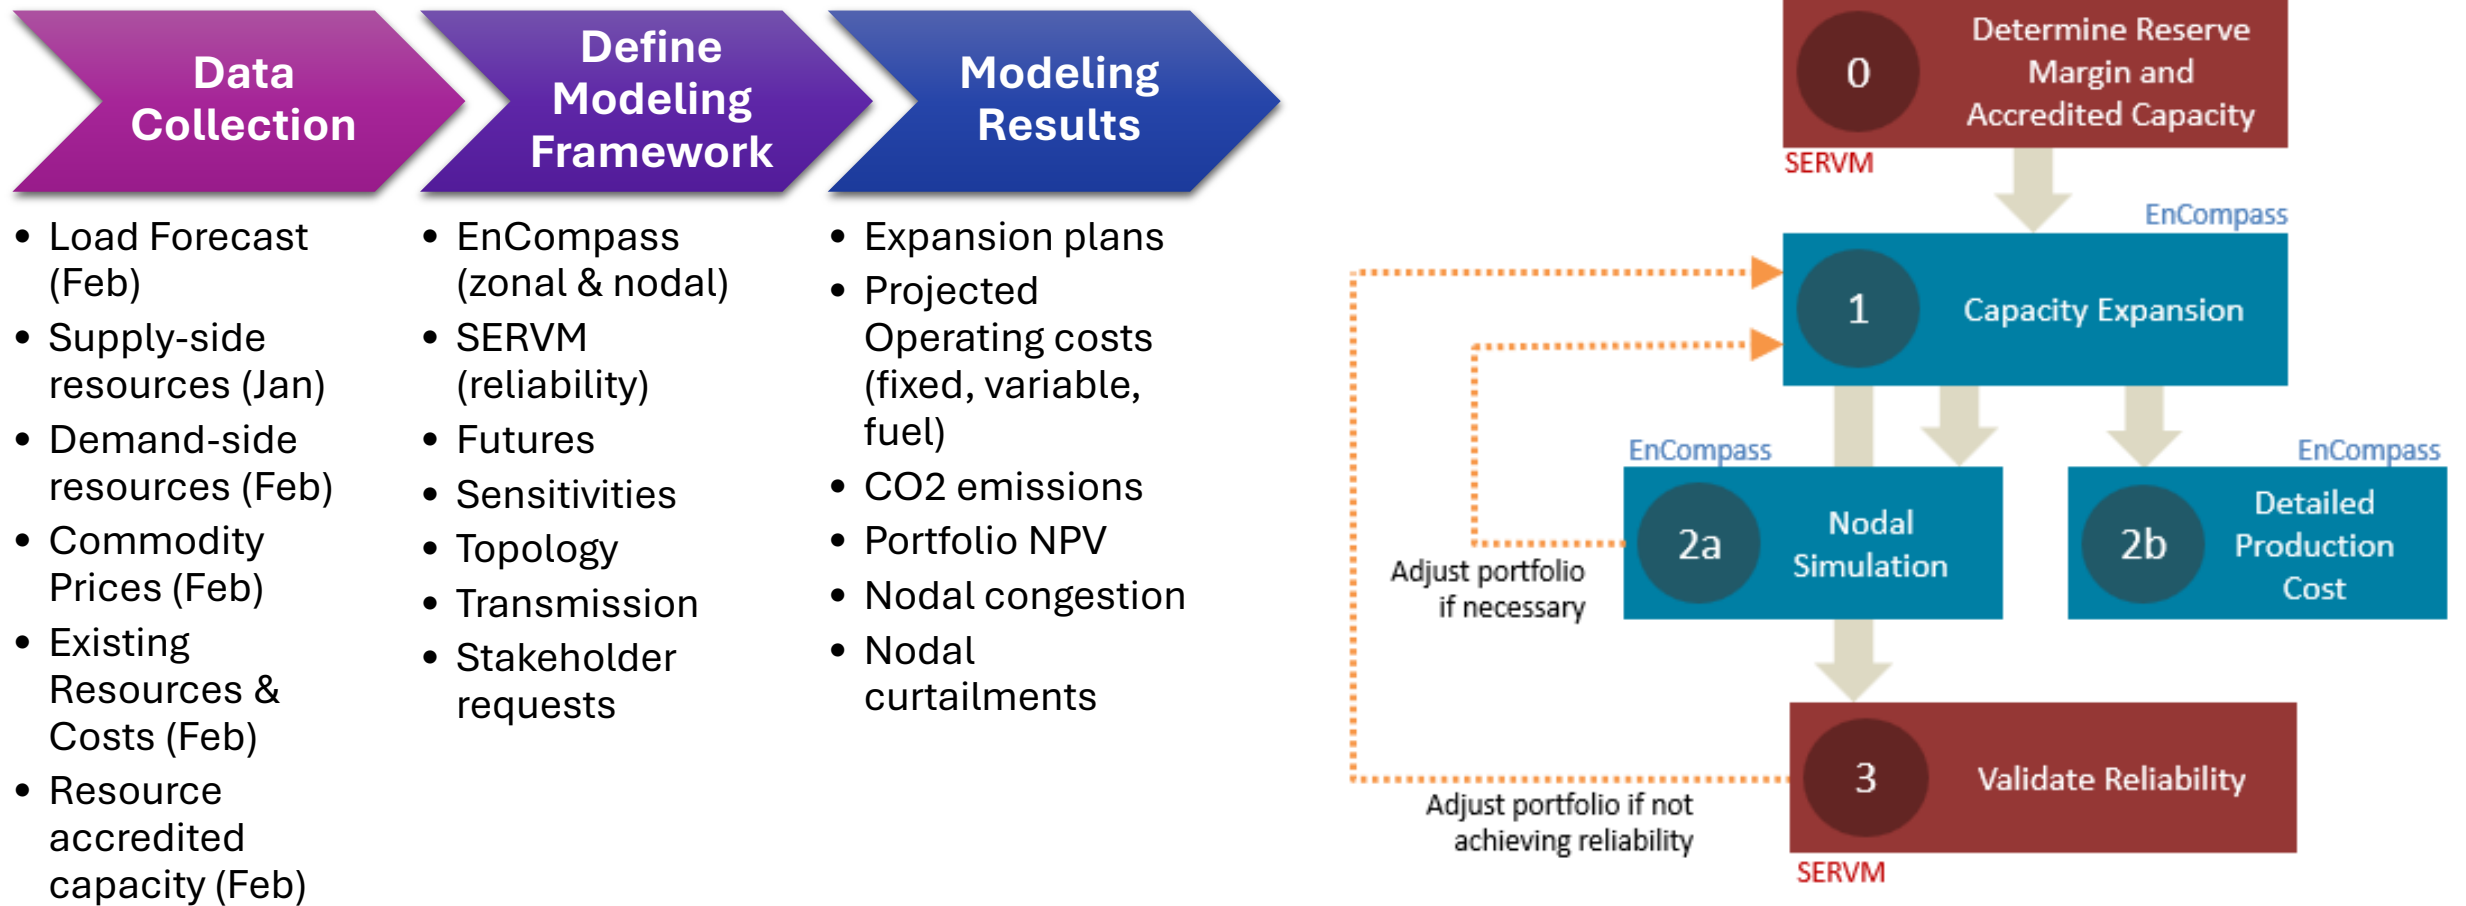 Data
Collection
• Load Forecast
(Feb)
• Supply-side
resources (Jan)
• Demand-side
resources (Feb)
• Commodity
Prices (Feb)
• Existing
Resources &
Costs (Feb)
• Resource
accredited
capacity (Feb)
Define
Modeling
Framework
• EnCompass
(zonal & nodal)
• SERVM
(reliability)
• Futures
• Sensitivities
• Topology
• Transmission
• Stakeholder
requests
Modeling
Results
• Expansion plans
• Projected
Operating costs
(fixed, variable,
fuel)
• CO2 emissions
• Portfolio NPV
• Nodal congestion
• Nodal
curtailments
0
Determine Reserve
Margin and
Accredited Capacity
SERVM
EnCompass
1
Capacity Expansion
EnCompass
2a
Nodal
Simulation
Adjust portfolio
if necessary
EnCompass
2b
Detailed
Production
Cost
3
Validate Reliability
Adjust portfolio if not
achieving reliability
SERVM